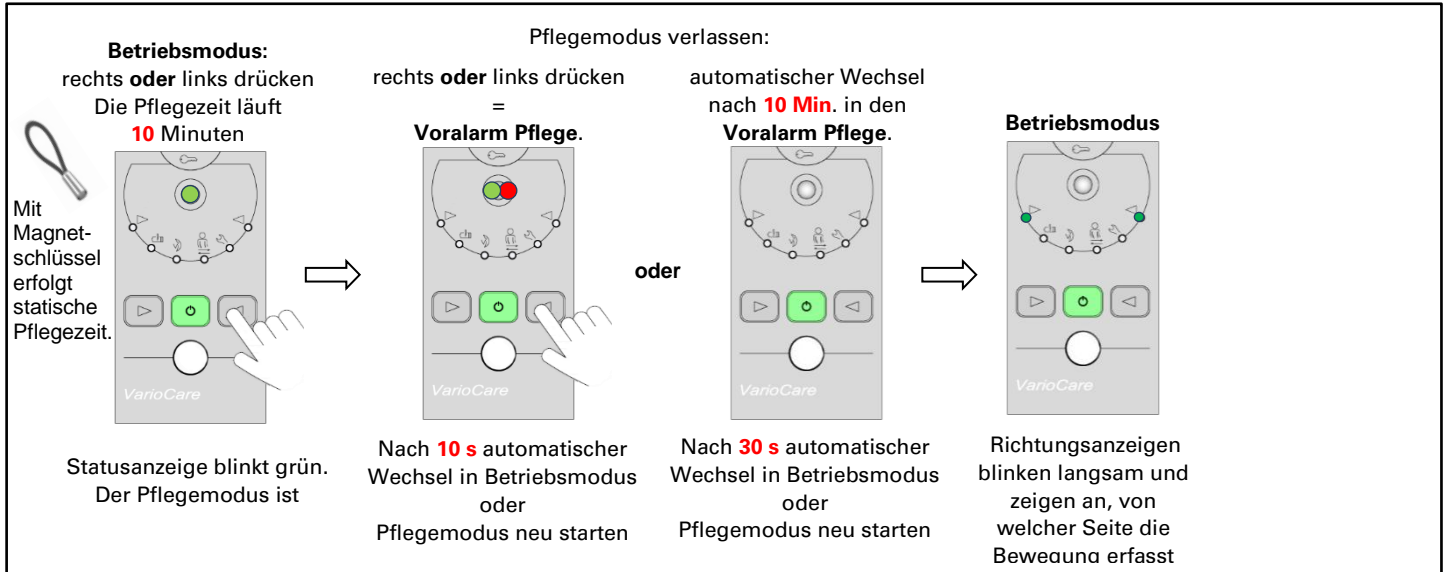 Pflegemodus verlassen:
Betriebsmodus:
rechts oder links drücken
Die Pflegezeit läuft
10 Minuten
Mit
Magnet-
schlüssel
erfolgt
statische
Pflegezeit.
VarioCare
Statusanzeige blinkt grün.
Der Pflegemodus ist
rechts oder links drücken
=
Voralarm Pflege.
VarioCare
Nach 10 s automatischer
Wechsel in Betriebsmodus
oder
Pflegemodus neu starten
oder
automatischer Wechsel
nach 10 Min. in den
Voralarm Pflege.
VarioCare
Nach 30 s automatischer
Wechsel in Betriebsmodus
oder
Pflegemodus neu starten
Betriebsmodus
VarioCare
Richtungsanzeigen
blinken langsam und
zeigen an, von
welcher Seite die
Bewegung erfasst